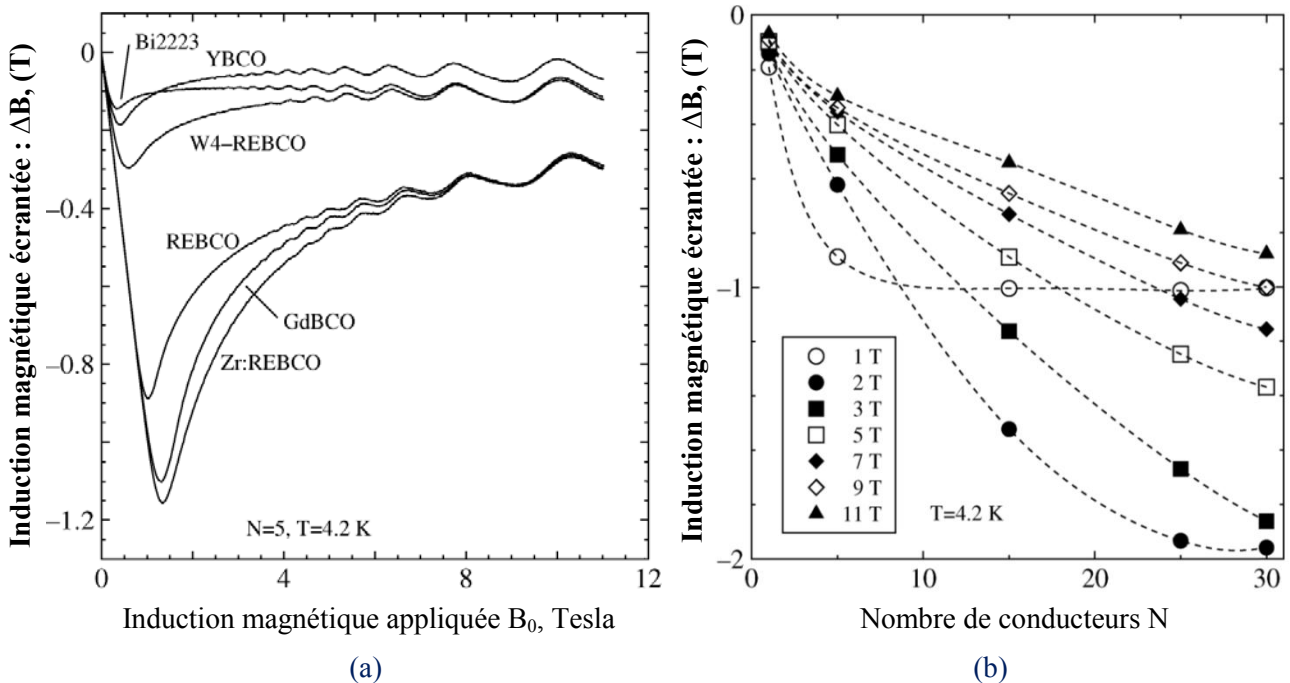 Induction magnétique écrantée : ΔB, (T)
0
−0.4
−0.8
−1.2
Bi2223
YBCO
W4–REBCO
REBCO
GdBCO
Zr:REBCO
N=5, T=4.2 K
0
4
8
12
Induction magnétique appliquée B₀, Tesla
(a)
Induction magnétique écrantée : ΔB, (T)
−0
−1
−2
1 T
2 T
3 T
5 T
7 T
9 T
11 T
T=4.2 K
0
10
20
30
Nombre de conducteurs N
(b)